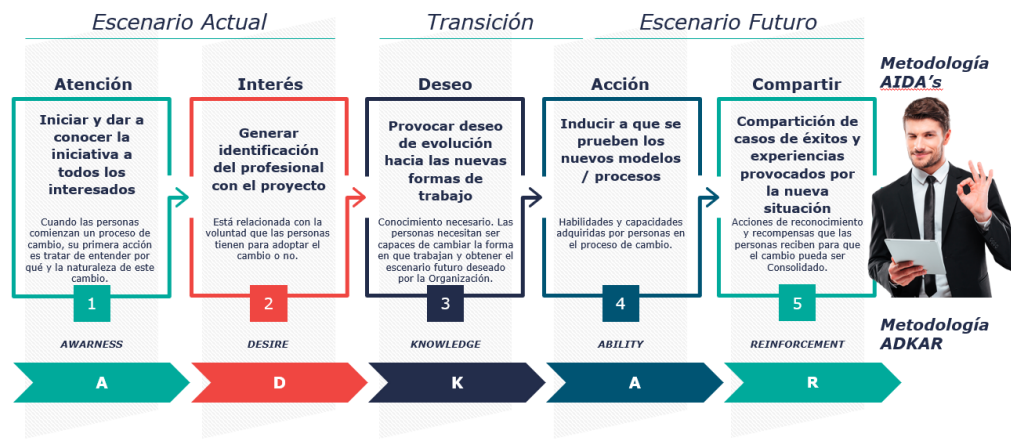 Escenario Actual
Transición
Escenario Futuro
Metodología
AIDA’s
Atención
Iniciar y dar a
conocer la
iniciativa a
todos los
interesados
Cuando las personas
comienzan un proceso de
cambio, su primera acción
es tratar de entender por
qué y la naturaleza de este
cambio.
1
Interés
Generar
identificación
del profesional
con el proyecto
Está relacionada con la
voluntad que las personas
tienen para adoptar el
cambio o no.
2
Deseo
Provocar deseo
de evolución
hacia las nuevas
formas de
trabajo
Conocimiento necesario. Las
personas necesitan ser
capaces de cambiar la forma
en que trabajan y obtener el
escenario futuro deseado
por la Organización.
3
Acción
Inducir a que se
prueben los
nuevos modelos
/ procesos
Habilidades y capacidades
adquiridas por personas en
el proceso de cambio.
4
Compartir
Compartición de
casos de éxitos y
experiencias
provocados por
la nueva
situación
Acciones de reconocimiento
y recompensas que las
personas reciben para que
el cambio pueda ser
Consolidado.
5
Metodología
ADKAR
AWARNESS
DESIRE
KNOWLEDGE
ABILITY
REINFORCEMENT
A
D
K
A
R